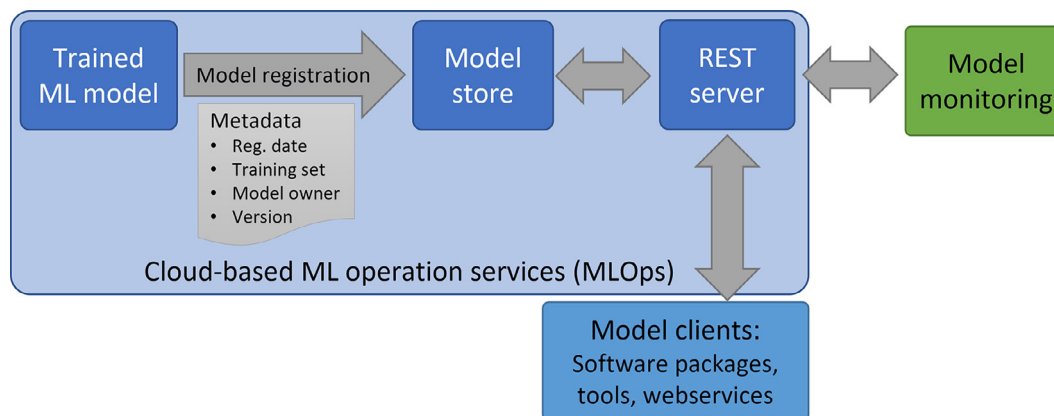 Trained
ML model
Model registration
Metadata
• Reg. date
• Training set
• Model owner
• Version
Model
store
REST
server
Model
monitoring
Cloud-based ML operation services (MLOps)
Model clients:
Software packages,
tools, webservices